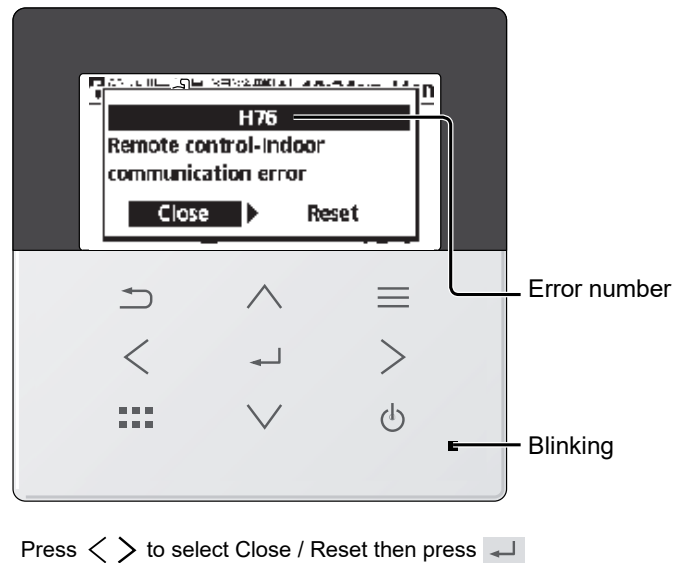 H76
Remote control-Indoor
communication error
Close Reset
Error number
Blinking
Press < > to select Close / Reset then press